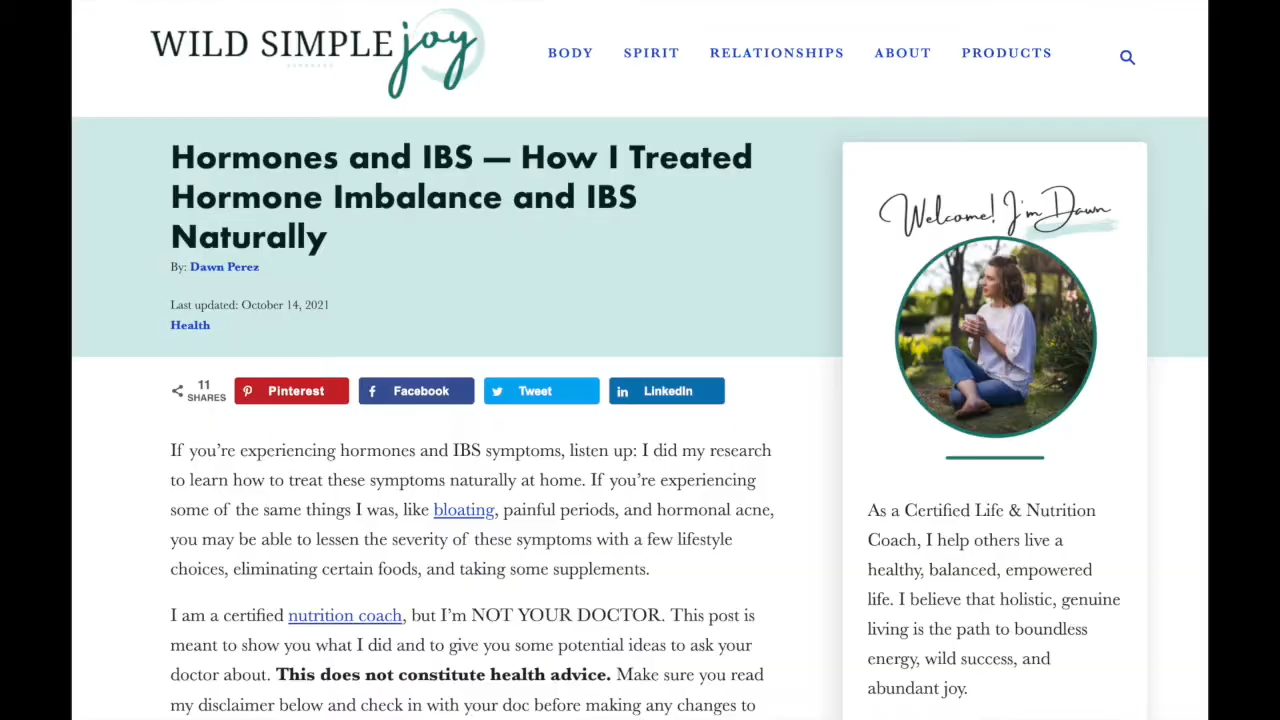 WILD SIMPLE joy
BODY
SPIRIT
RELATIONSHIPS
ABOUT
PRODUCTS
Hormones and IBS — How I Treated
Hormone Imbalance and IBS
Naturally
By: Dawn Perez
Last updated: October 14, 2021
Health
11
SHARES
Pinterest
Facebook
Tweet
LinkedIn
If you’re experiencing hormones and IBS symptoms, listen up: I did my research
to learn how to treat these symptoms naturally at home. If you’re experiencing
some of the same things I was, like bloating, painful periods, and hormonal acne,
you may be able to lessen the severity of these symptoms with a few lifestyle
choices, eliminating certain foods, and taking some supplements.
I am a certified nutrition coach, but I’m NOT YOUR DOCTOR. This post is
meant to show you what I did and to give you some potential ideas to ask your
doctor about. This does not constitute health advice. Make sure you read
my disclaimer below and check in with your doc before making any changes to
Welcome! I'm Dawn
As a Certified Life & Nutrition
Coach, I help others live a
healthy, balanced, empowered
life. I believe that holistic, genuine
living is the path to boundless
energy, wild success, and
abundant joy.